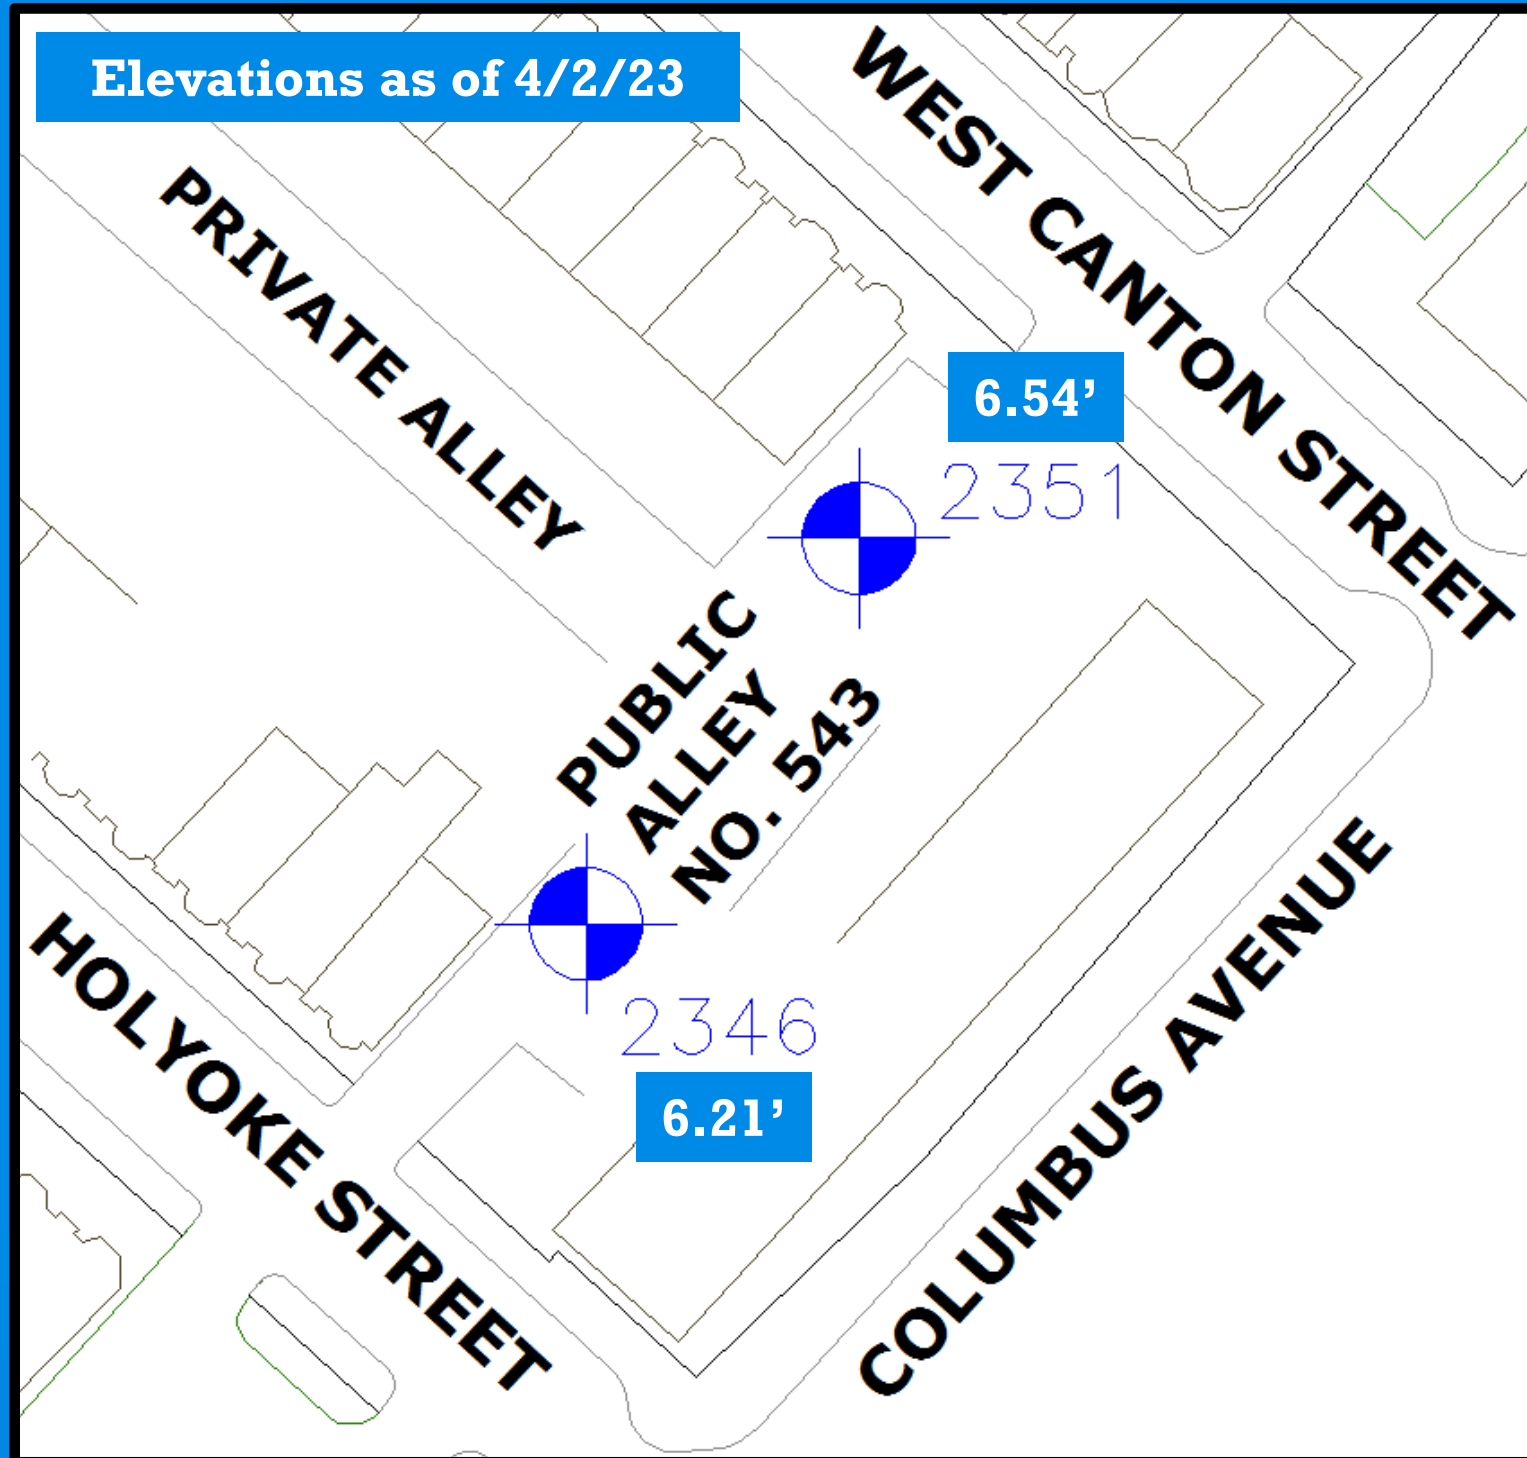 Elevations as of 4/2/23
WEST CANTON STREET
PRIVATE ALLEY
6.54’
2351
PUBLIC
ALLEY
NO. 543
2346
6.21’
HOLYOKE STREET
COLUMBUS AVENUE